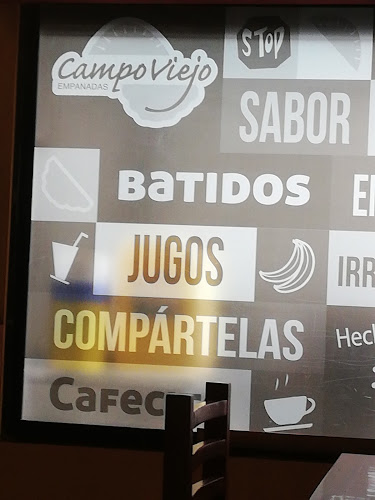 CampoViejo
EMPANADAS
STOP
SABOR
BaTIDOS
JUGOS
COMPÁRTELAS